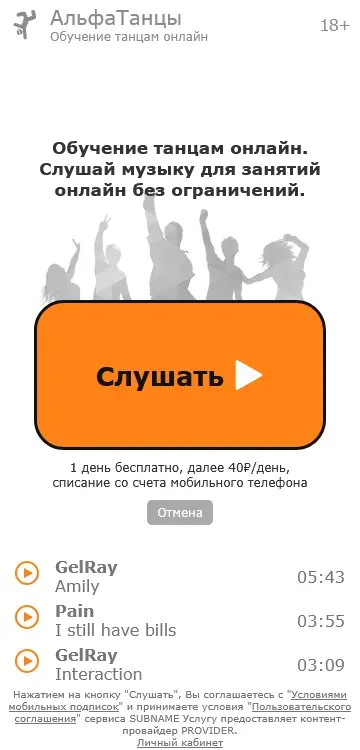 АльфаТанцы
Обучение танцам онлайн
18+
Обучение танцам онлайн.
Слушай музыку для занятий
онлайн без ограничений.
Слушать
1 день бесплатно, далее 40₽/день,
списание со счета мобильного телефона
Отмена
GelRay
Amily
05:43
Pain
I still have bills
03:55
GelRay
Interaction
03:09
Нажатием на кнопку "Слушать", Вы соглашаетесь с "Условиями
мобильных подписок" и принимаете условия "Пользовательского
соглашения" сервиса SUBNAME Услугу предоставляет контент-
провайдер PROVIDER.
Личный кабинет